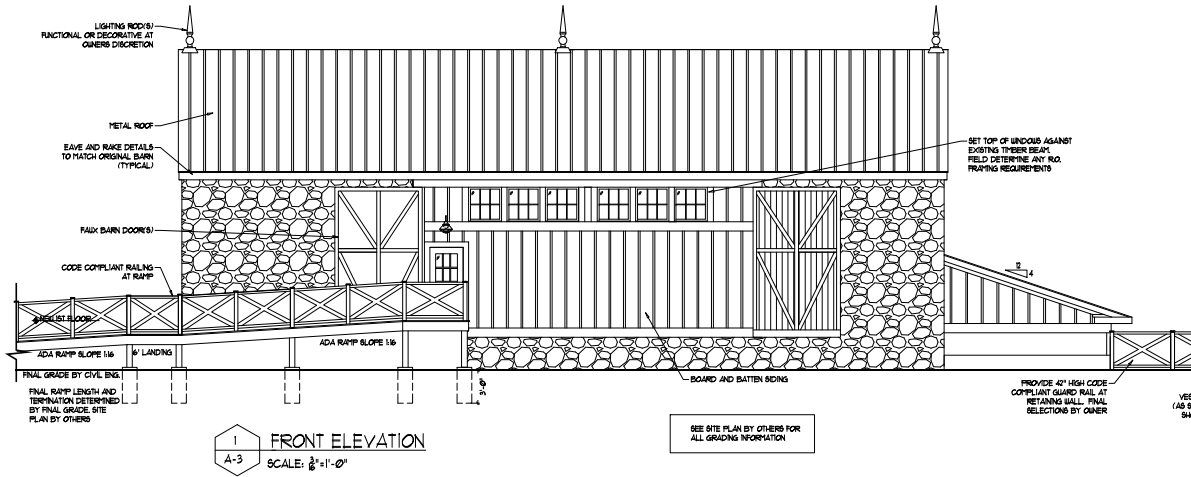 LIGHTING ROD(S)
FUNCTIONAL OR DECORATIVE AT
OWNERS DISCRETION
METAL ROOF
EAVE AND RAKE DETAILS
TO MATCH ORIGINAL BARN
(TYPICAL)
SET TOP OF WINDOWS AGAINST
EXISTING TIMBER BEAM.
FIELD DETERMINE ANY R.O.
FRAMING REQUIREMENTS
FAUX BARN DOOR(S)
CODE COMPLIANT RAILING
AT RAMP
12
4
FLOOR
ADA RAMP SLOPE 1:16
6' LANDING
ADA RAMP SLOPE 1:16
FINAL GRADE BY CIVIL ENG.
FINAL RAMP LENGTH AND
TERMINATION DETERMINED
BY FINAL GRADE. SITE
PLAN BY OTHERS
3'-0"
BOARD AND BATTEN SIDING
PROVIDE 42" HIGH CODE
COMPLIANT GUARD RAIL AT
RETAINING WALL. FINAL
SELECTIONS BY OWNER
VES
(AS S
SH
SEE SITE PLAN BY OTHERS FOR
ALL GRADING INFORMATION
1
A-3
FRONT ELEVATION
SCALE: 3/16"=1'-0"